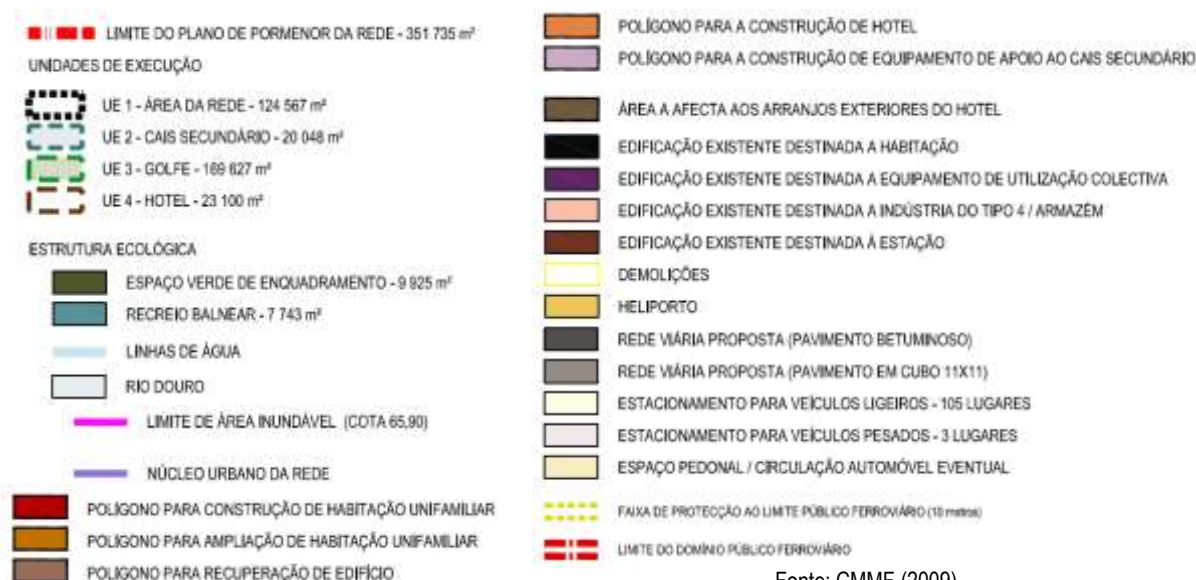 LIMITE DO PLANO DE PORMENOR DA REDE - 351 735 m²
UNIDADES DE EXECUÇÃO
UE 1 - ÁREA DA REDE - 124 567 m²
UE 2 - CAIS SECUNDÁRIO - 20 048 m²
UE 3 - GOLFE - 169 627 m²
UE 4 - HOTEL - 23 100 m²
ESTRUTURA ECOLÓGICA
ESPAÇO VERDE DE ENQUADRAMENTO - 9 925 m²
RECREIO BALNEAR - 7 743 m²
LINHAS DE ÁGUA
RIO DOURO
LIMITE DE ÁREA INUNDÁVEL (COTA 65,90)
NÚCLEO URBANO DA REDE
POLÍGONO PARA CONSTRUÇÃO DE HABITAÇÃO UNIFAMILIAR
POLÍGONO PARA AMPLIAÇÃO DE HABITAÇÃO UNIFAMILIAR
POLIGONO PARA RECUPERAÇÃO DE EDIFÍCIO
POLÍGONO PARA A CONSTRUÇÃO DE HOTEL
POLÍGONO PARA A CONSTRUÇÃO DE EQUIPAMENTO DE APOIO AO CAIS SECUNDÁRIO
ÁREA A AFECTA AOS ARRANJOS EXTERIORES DO HOTEL
EDIFICAÇÃO EXISTENTE DESTINADA A HABITAÇÃO
EDIFICAÇÃO EXISTENTE DESTINADA A EQUIPAMENTO DE UTILIZAÇÃO COLECTIVA
EDIFICAÇÃO EXISTENTE DESTINADA A INDÚSTRIA DO TIPO 4 / ARMAZÉM
EDIFICAÇÃO EXISTENTE DESTINADA À ESTAÇÃO
DEMOLIÇÕES
HELIPORTO
REDE VIÁRIA PROPOSTA (PAVIMENTO BETUMINOSO)
REDE VIÁRIA PROPOSTA (PAVIMENTO EM CUBO 11X11)
ESTACIONAMENTO PARA VEÍCULOS LIGEIROS - 105 LUGARES
ESTACIONAMENTO PARA VEÍCULOS PESADOS - 3 LUGARES
ESPAÇO PEDONAL / CIRCULAÇÃO AUTOMÓVEL EVENTUAL
FAIXA DE PROTECÇÃO AO LIMITE PÚBLICO FERROVIÁRIO (10 metros)
LIMITE DO DOMÍNIO PÚBLICO FERROVIÁRIO